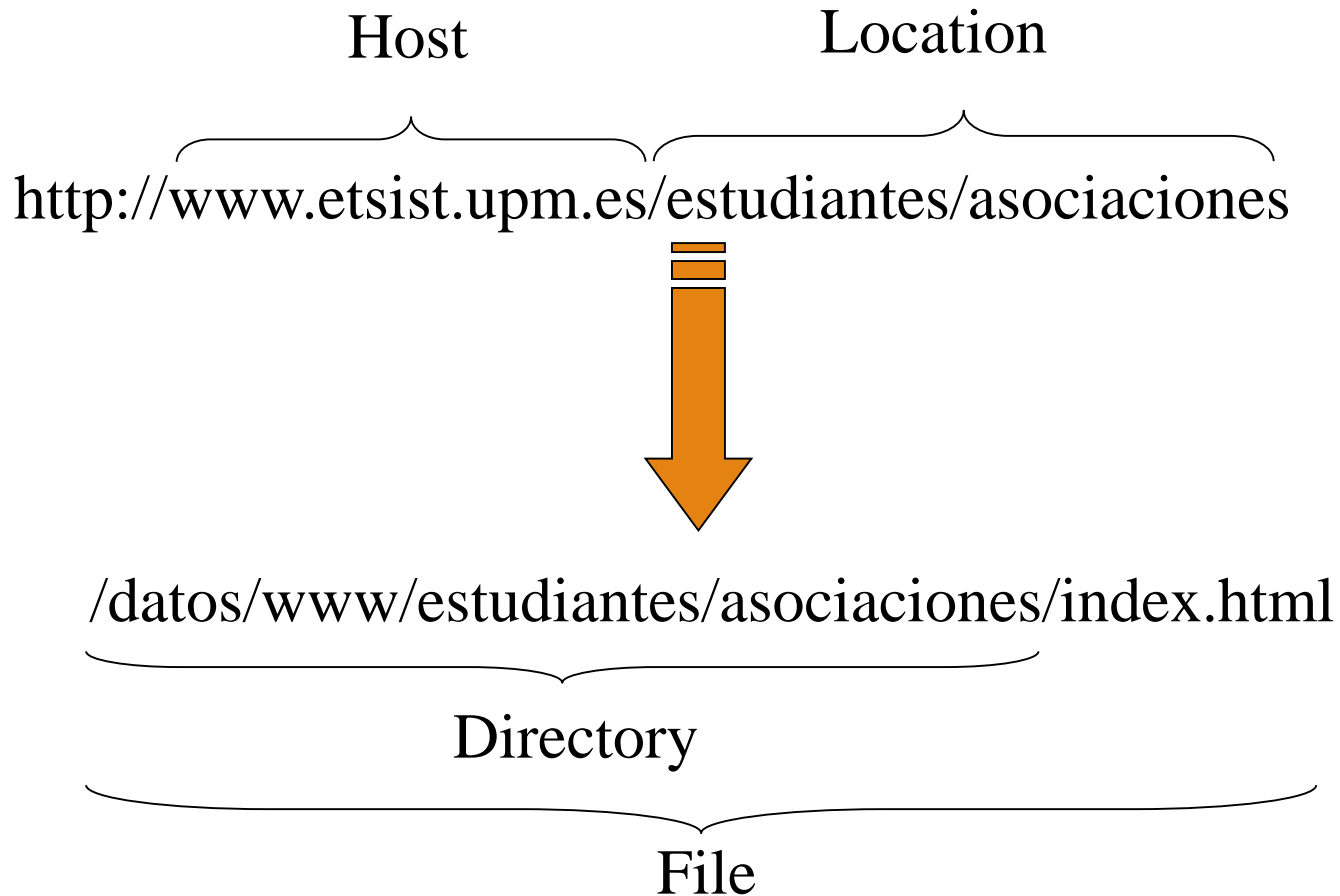 Host Location
http://www.etsist.upm.es/estudiantes/asociaciones
/datos/www/estudiantes/asociaciones/index.html
Directory
File